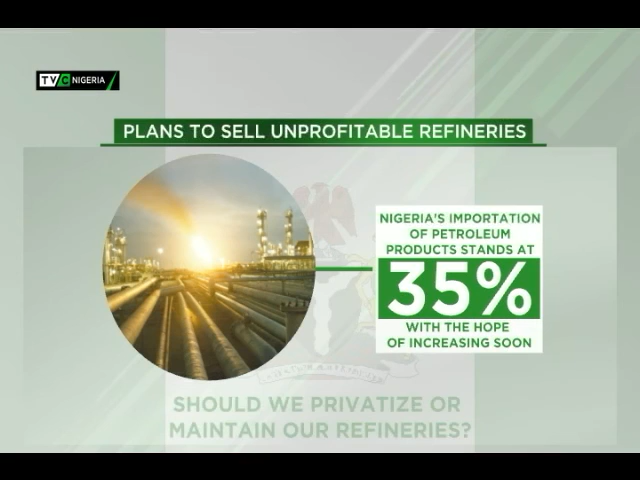 TVC NIGERIA
PLANS TO SELL UNPROFITABLE REFINERIES
NIGERIA'S IMPORTATION
OF PETROLEUM
PRODUCTS STANDS AT
35%
WITH THE HOPE
OF INCREASING SOON
SHOULD WE PRIVATIZE OR
MAINTAIN OUR REFINERIES?